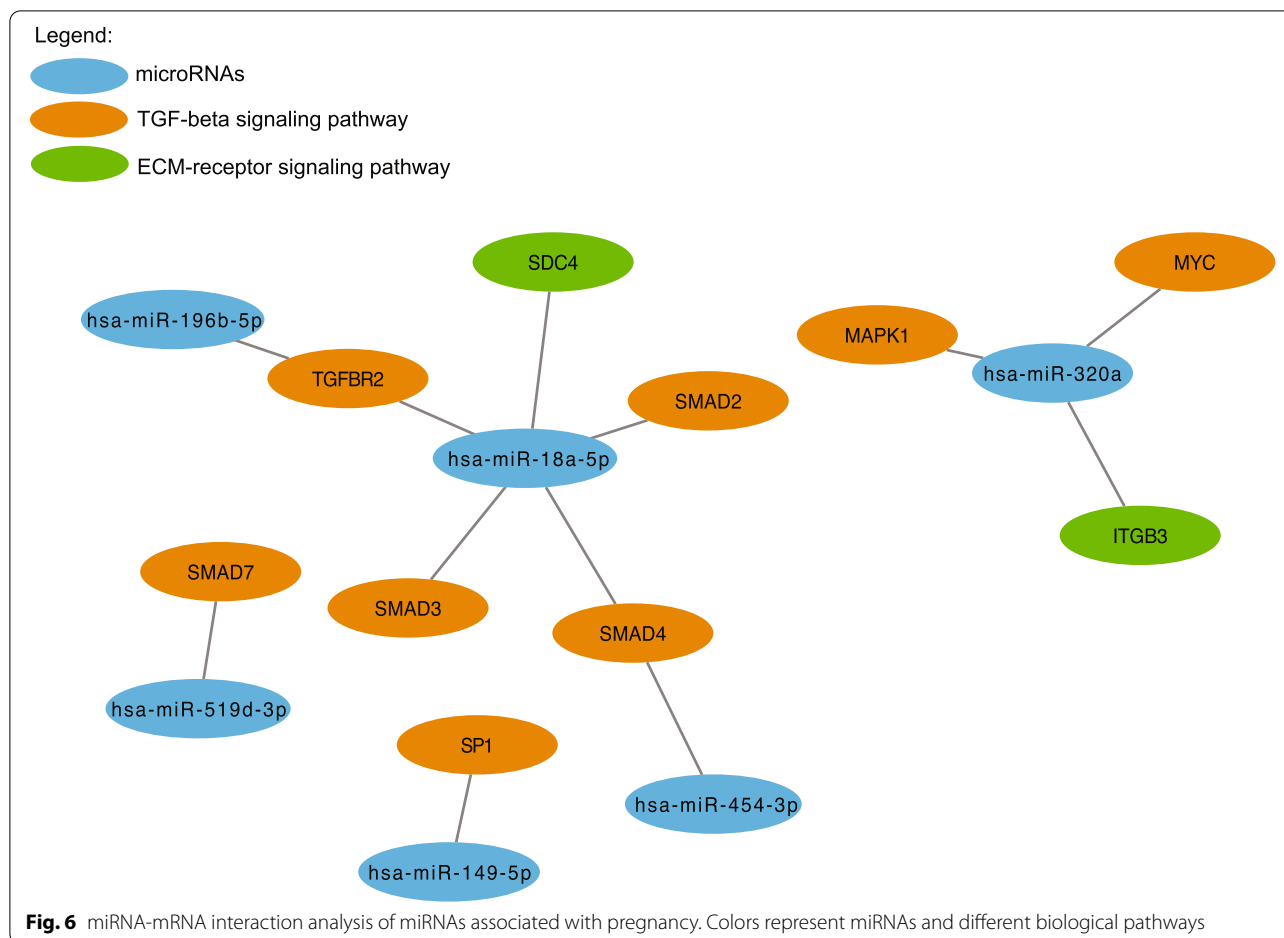 Legend:
microRNAs
TGF-beta signaling pathway
ECM-receptor signaling pathway
SDC4
MYC
hsa-miR-196b-5p
MAPK1
hsa-miR-320a
TGFBR2
SMAD2
hsa-miR-18a-5p
ITGB3
SMAD7
SMAD3
SMAD4
hsa-miR-519d-3p
SP1
hsa-miR-454-3p
hsa-miR-149-5p
Fig. 6 miRNA-mRNA interaction analysis of miRNAs associated with pregnancy. Colors represent miRNAs and different biological pathways